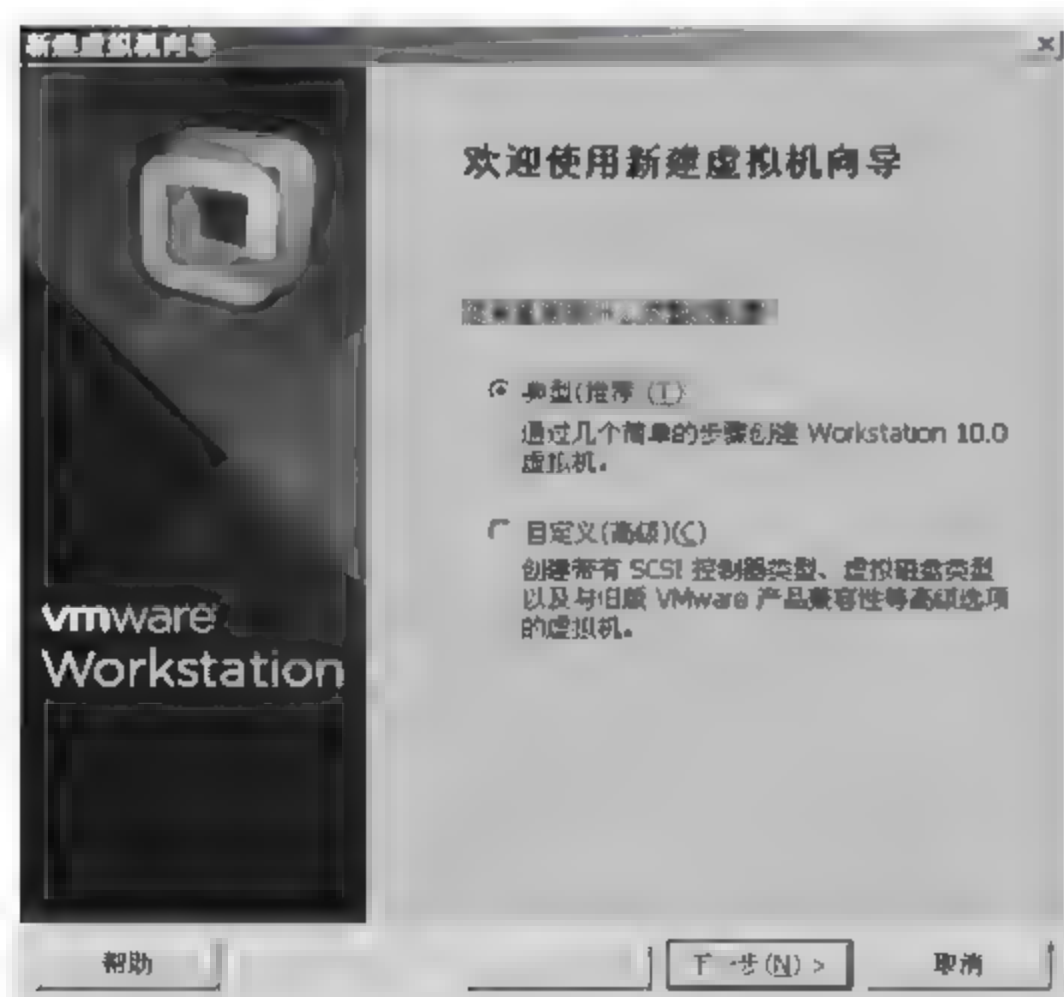 新建虚拟机向导
欢迎使用新建虚拟机向导
典型(推荐 (T)
通过几个简单的步骤创建 Workstation 10.0
虚拟机。
自定义(高级)(C)
创建带有 SCSI 控制器类型、虚拟磁盘类型
以及与旧版 VMware 产品兼容性等高级选项
的虚拟机。
vmware
Workstation
帮助
下一步(N) >
取消